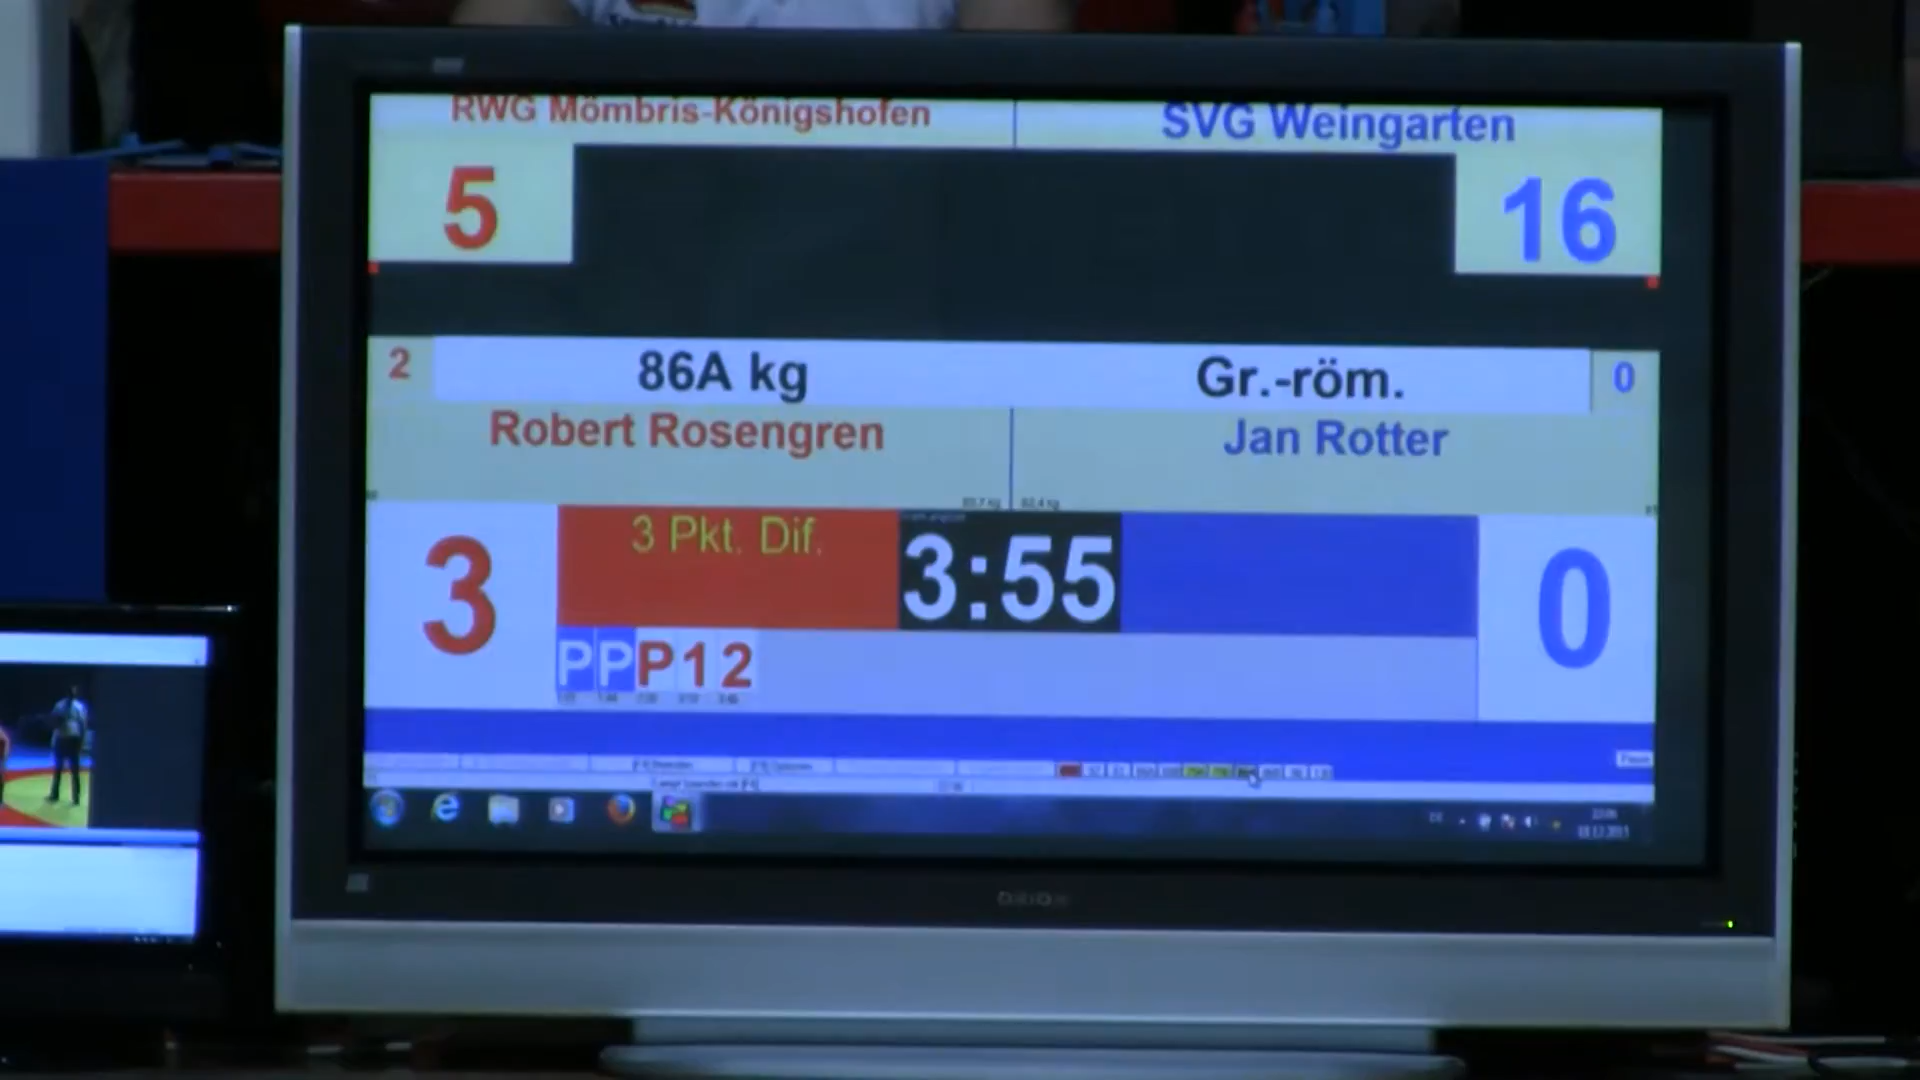 RWG Mömbris-Königshofen
SVG Weingarten
5
16
2
86A kg
Gr.-röm.
0
Robert Rosengren
Jan Rotter
3
3 Pkt. Dif.
3:55
0
PPP12